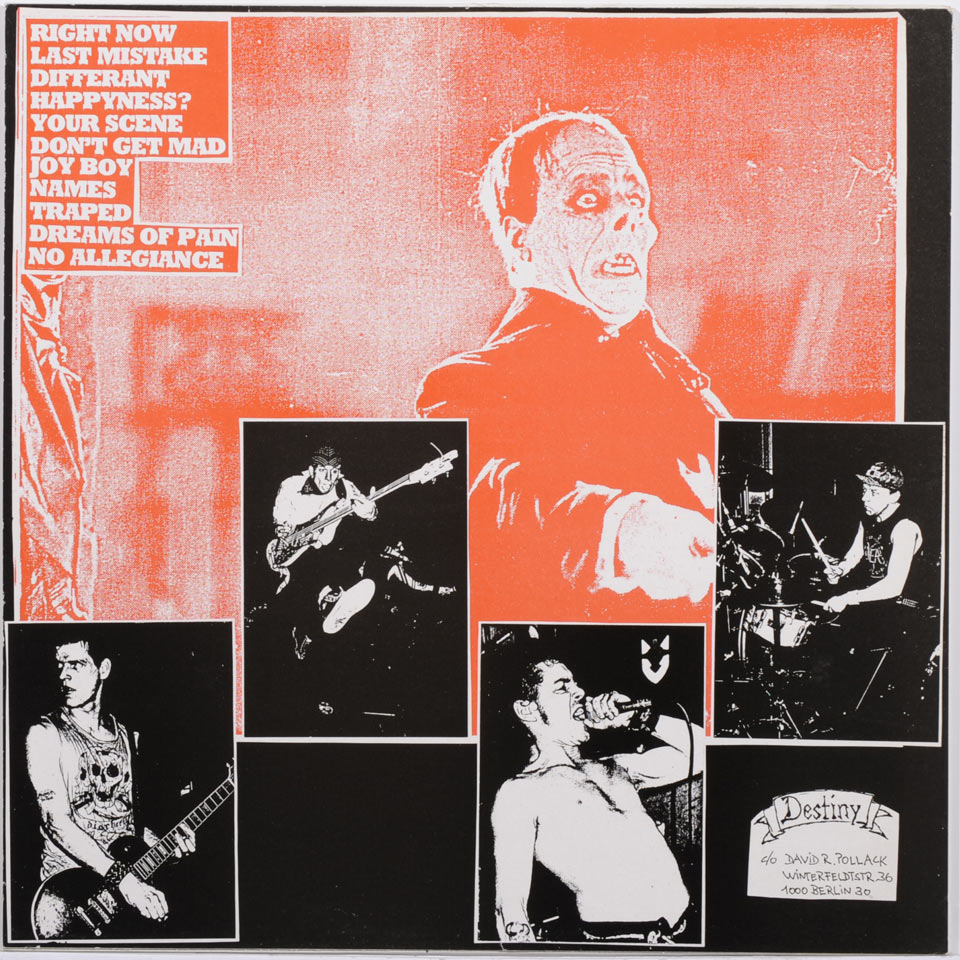 RIGHT NOW
LAST MISTAKE
DIFFERANT
HAPPYNESS?
YOUR SCENE
DON'T GET MAD
JOY BOY
NAMES
TRAPED
DREAMS OF PAIN
NO ALLEGIANCE
Destiny
c/o DAVID R. POLLACK
WINTERFELDTSTR. 36
1000 BERLIN 30